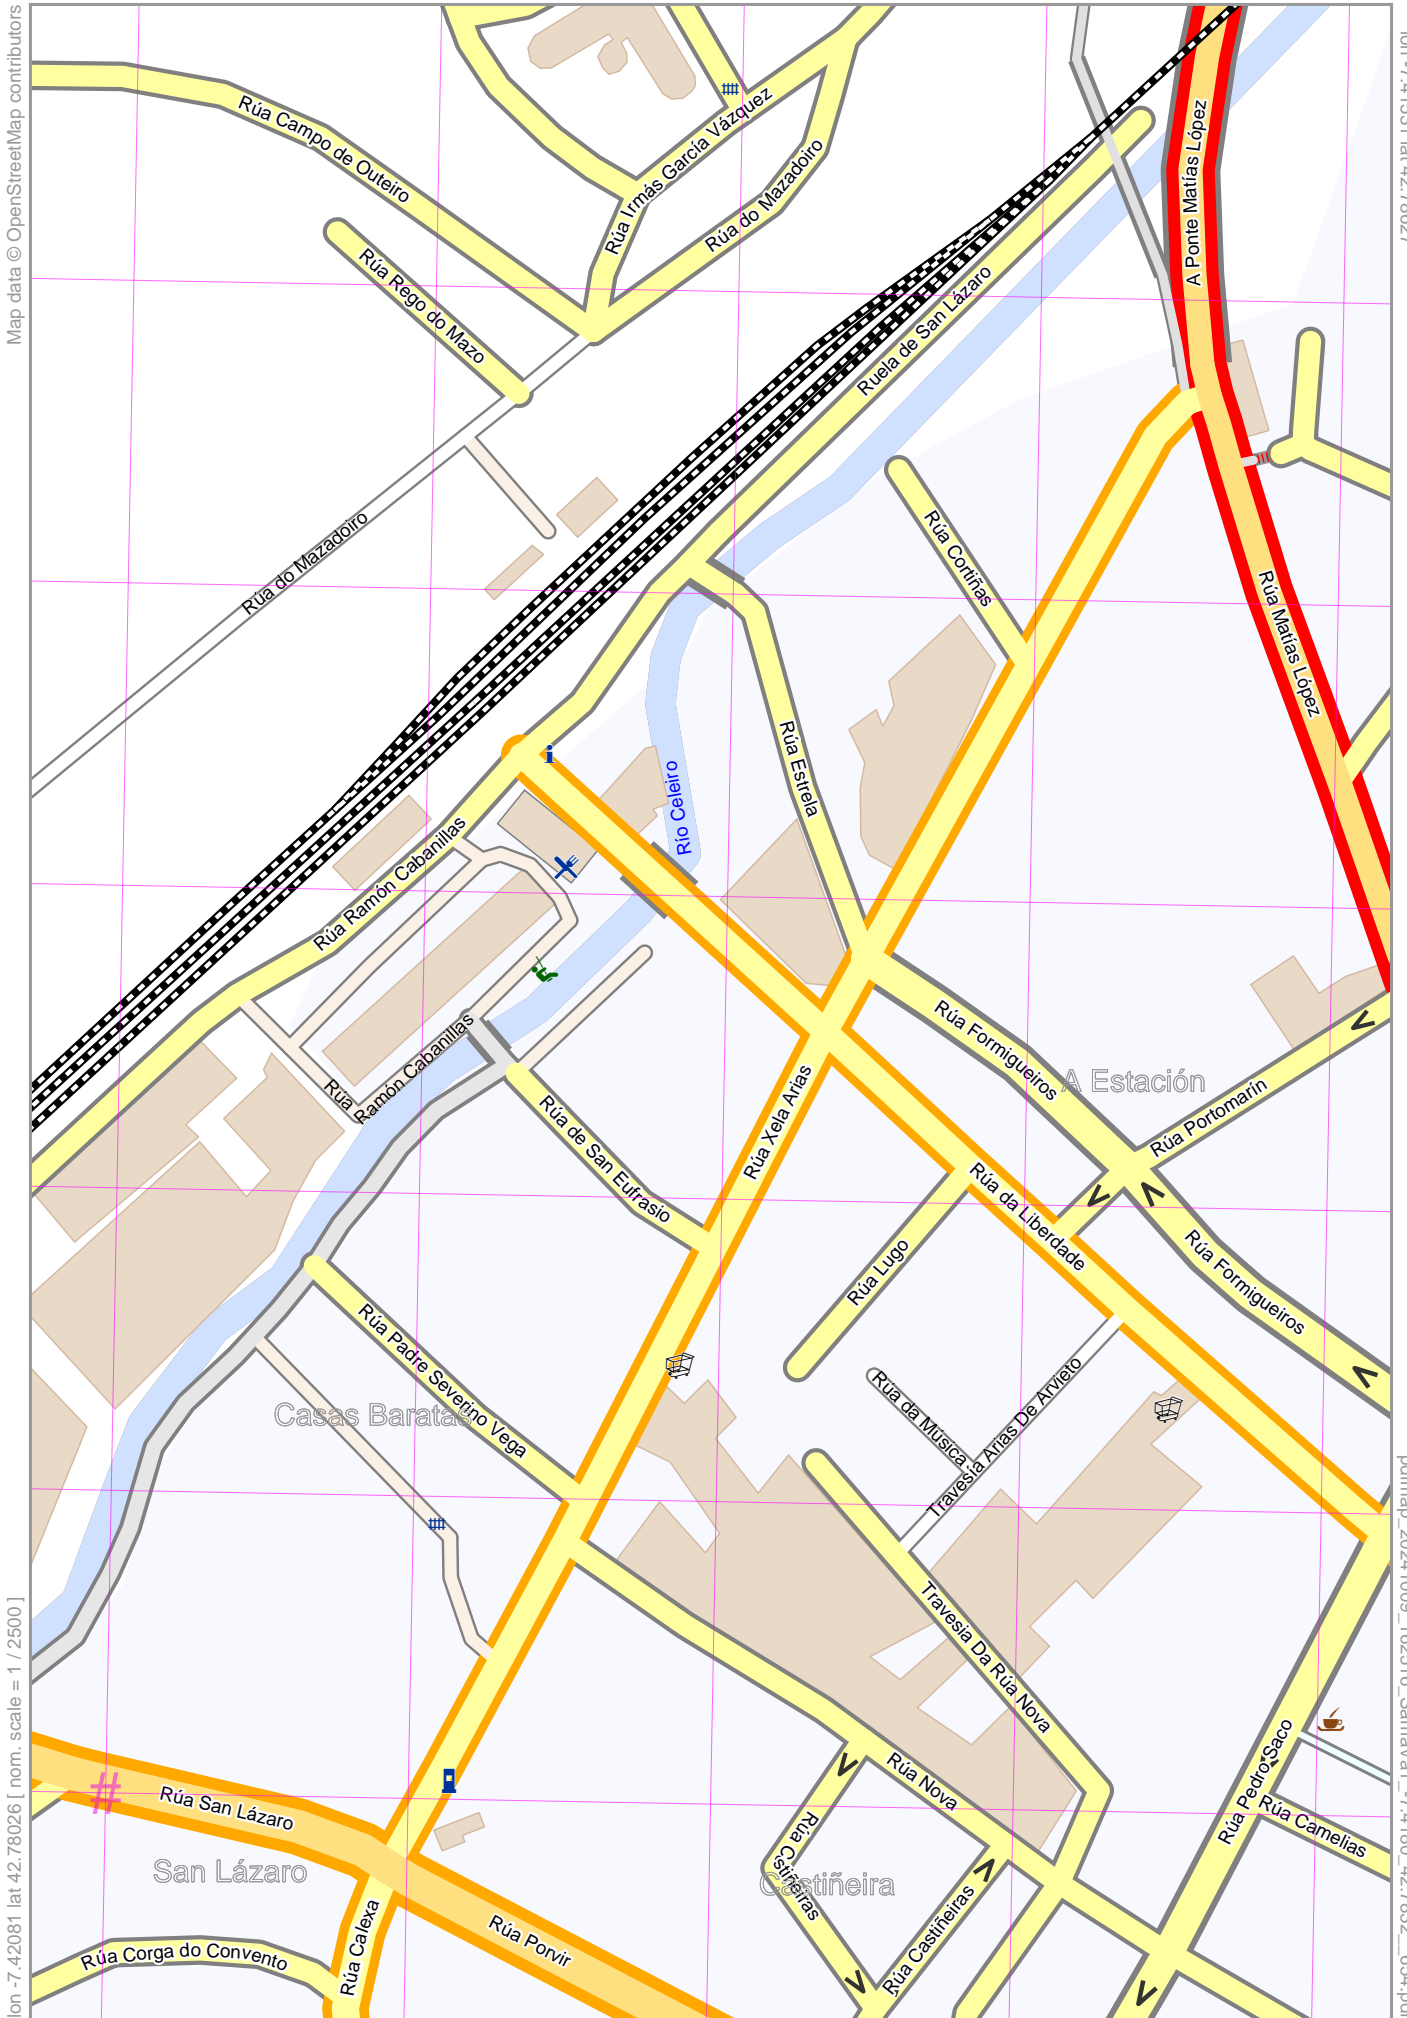 Map data © OpenStreetMap contributors
Rúa Campo de Outeiro
Rúa Irmás García Vázquez
Rúa do Mazadoiro
A Ponte Matías López
Rúa Rego do Mazo
Ruela de San Lázaro
Rúa do Mazadoiro
Rúa Cortiñas
Rúa Matías López
Rúa Estrela
Río Celeiro
Rúa Ramón Cabanillas
Rúa Ramón Cabanillas
Rúa Formigueiros
A Estación
Rúa Portomarín
Rúa Xela Arias
Rúa de San Eufrasio
Rúa da Liberdade
Rúa Lugo
Rúa Formigueiros
Rúa Padre Severino Vega
Casas Baratas
Rúa da Música
Travesía Arias De Arvieto
Travesia Da Rúa Nova
Rúa Nova
Rúa Pedro Saco
Rúa Camelias
Rúa San Lázaro
San Lázaro
Rúa Castiñeiras
Castiñeira
Rúa Castiñeiras
Rúa Calexa
Rúa Porvir
Rúa Corga do Convento
lon -7.42081 lat 42.78026 [ nom. scale = 1 / 2500 ]